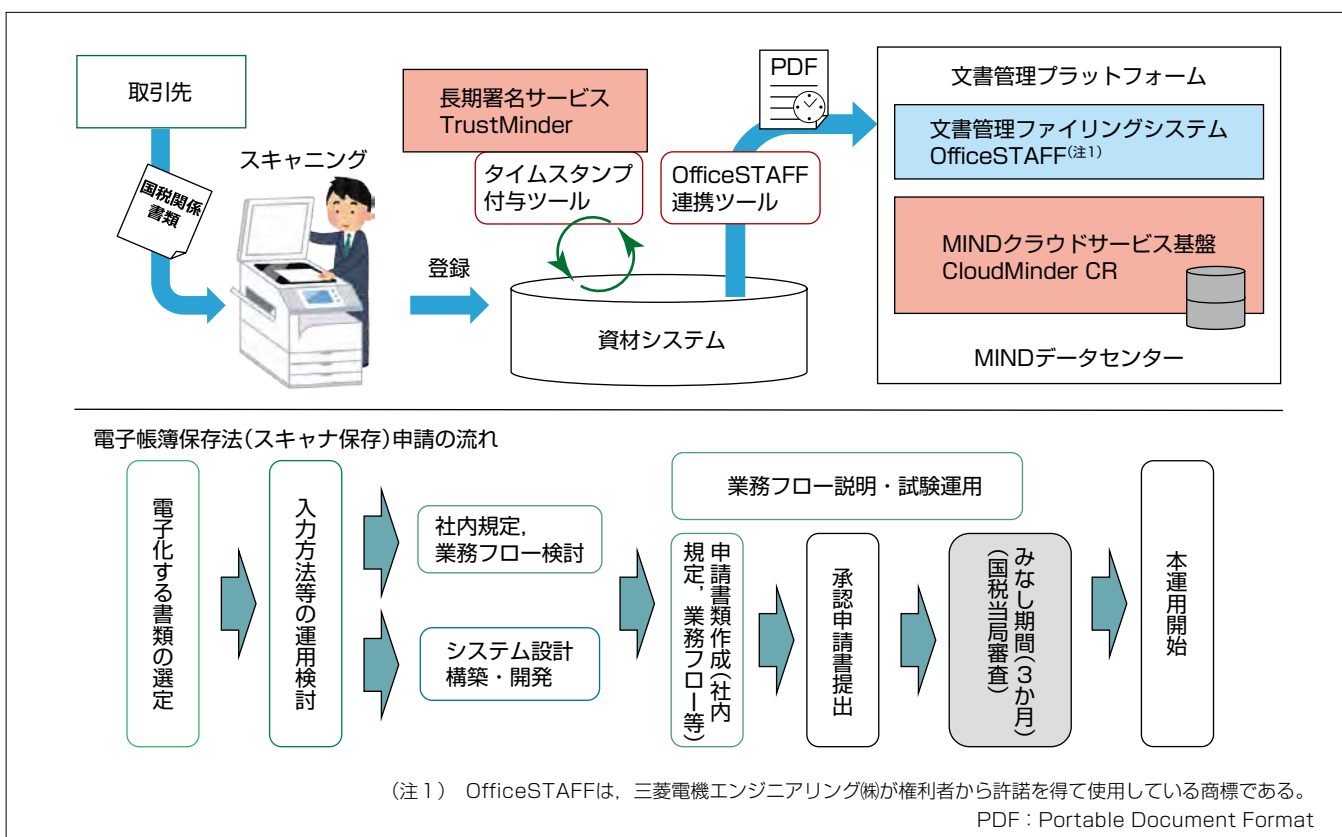 取引先
国税関係
書類
スキャニング
登録
長期署名サービス
TrustMinder
タイムスタンプ
付与ツール
OfficeSTAFF
連携ツール
資材システム
PDF
文書管理プラットフォーム
文書管理ファイリングシステム
OfficeSTAFF(注1)
MINDクラウドサービス基盤
CloudMinder CR
MINDデータセンター
電子帳簿保存法(スキャナ保存)申請の流れ
電子化する書類の選定
入力方法等の運用検討
社内規定,
業務フロー検討
システム設計
構築・開発
業務フロー説明・試験運用
申請書類作成(社内
規定,業務フロー等)
承認申請書提出
みなし期間(3か月)
(国税当局審査)
本運用開始
(注1) OfficeSTAFFは,三菱電機エンジニアリング㈱が権利者から許諾を得て使用している商標である。
PDF:Portable Document Format